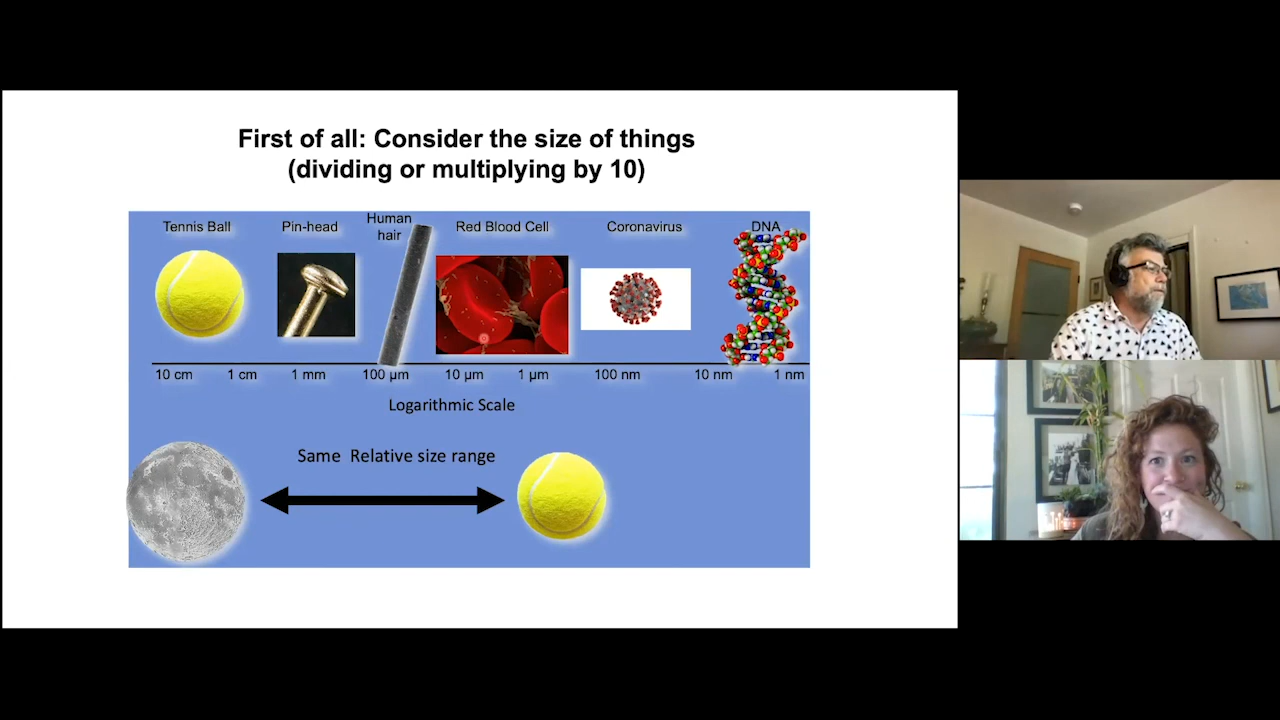 First of all: Consider the size of things
(dividing or multiplying by 10)
Tennis Ball
Pin-head
Human
hair
Red Blood Cell
Coronavirus
DNA
10 cm
1 cm
1 mm
100 µm
10 µm
1 µm
100 nm
10 nm
1 nm
Logarithmic Scale
Same Relative size range